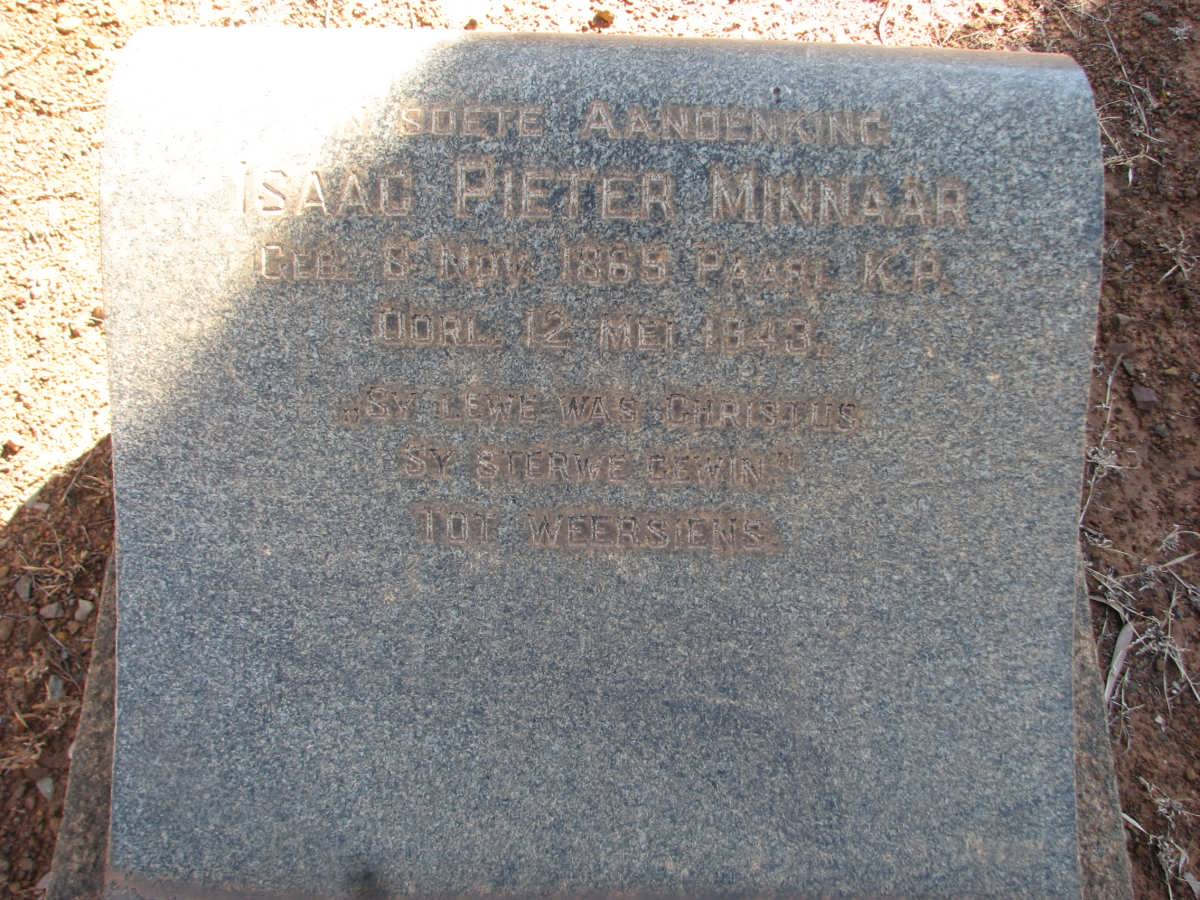 IN SOETE AANDENKING
ISAAC PIETER MINNAAR
GEB. 8 NOV. 1865 PAARL K.P.
OORL. 12 MEI 1943.
„SY LEWE WAS CHRISTUS
SY STERWE GEWIN"
TOT WEERSIENS.